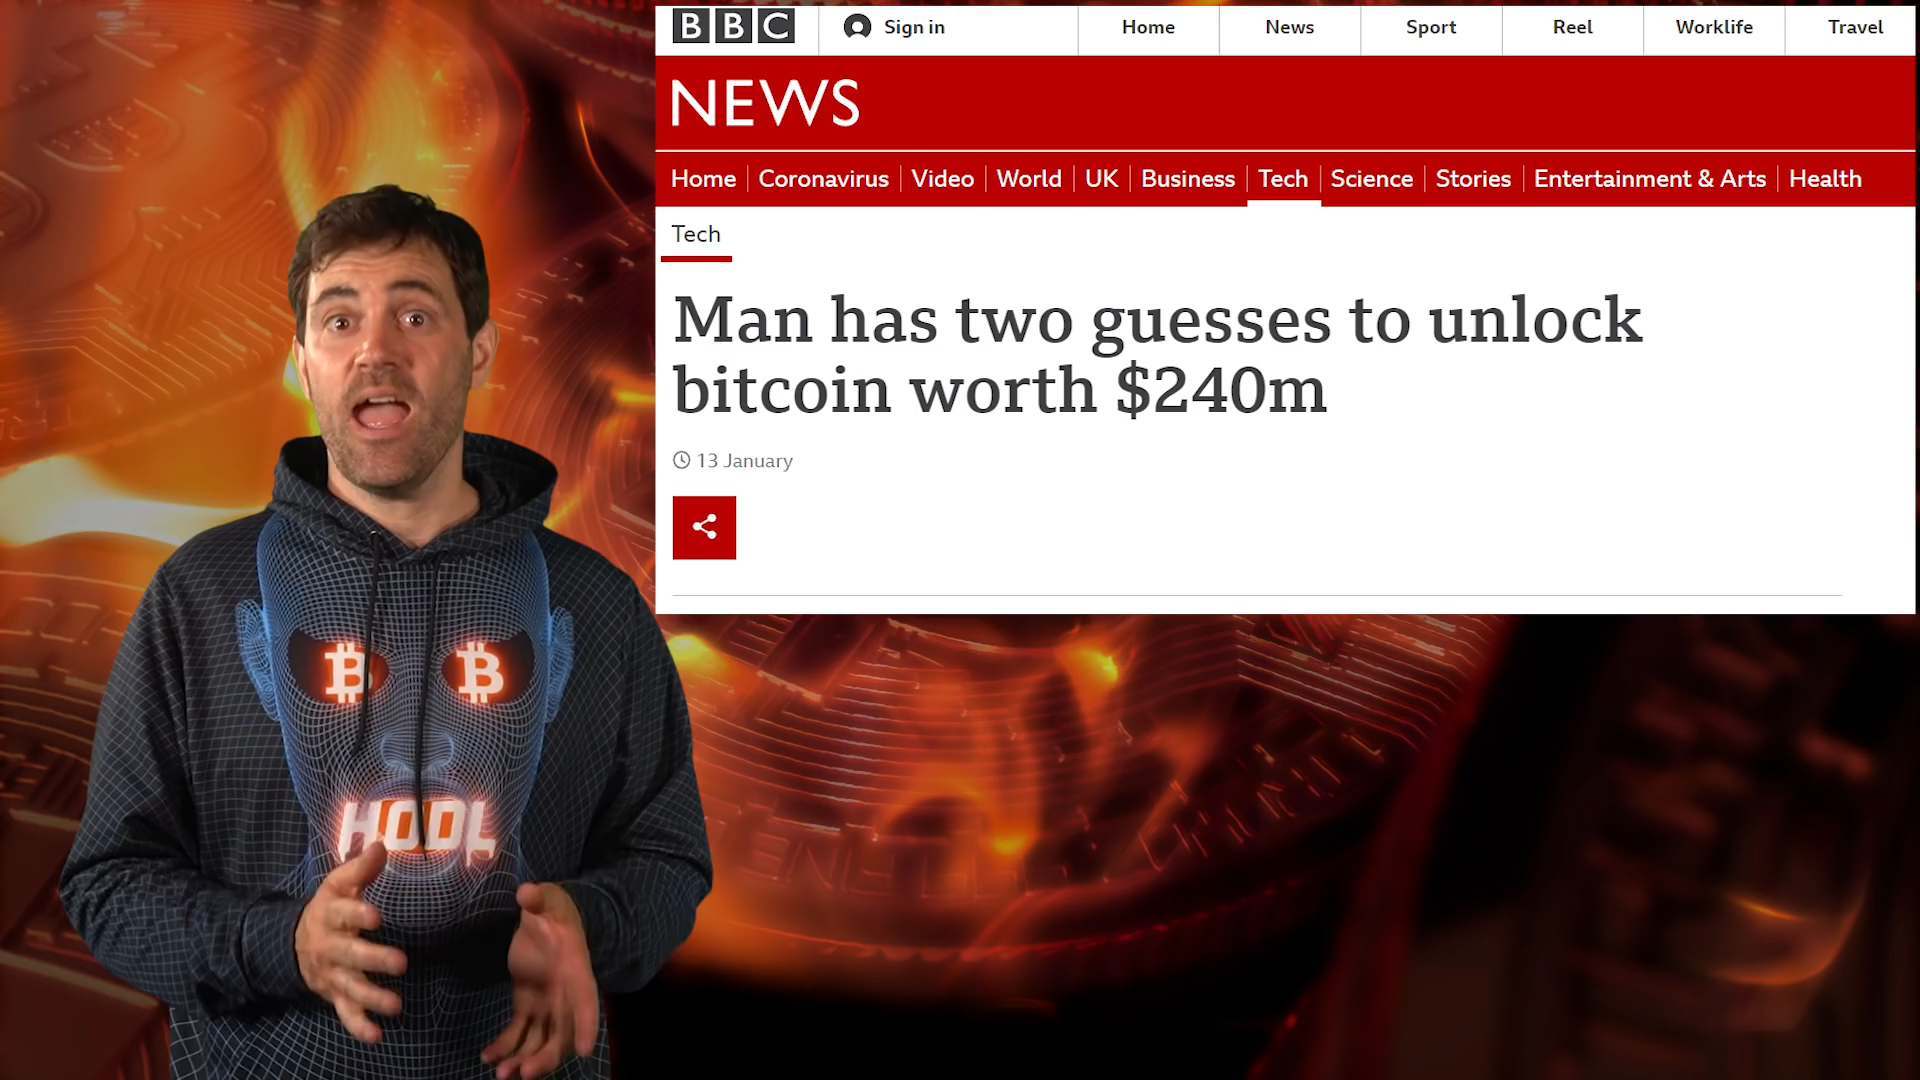 BBC
Sign in
Home
News
Sport
Reel
Worklife
Travel
NEWS
Home
Coronavirus
Video
World
UK
Business
Tech
Science
Stories
Entertainment & Arts
Health
Tech
Man has two guesses to unlock
bitcoin worth $240m
13 January
HODL